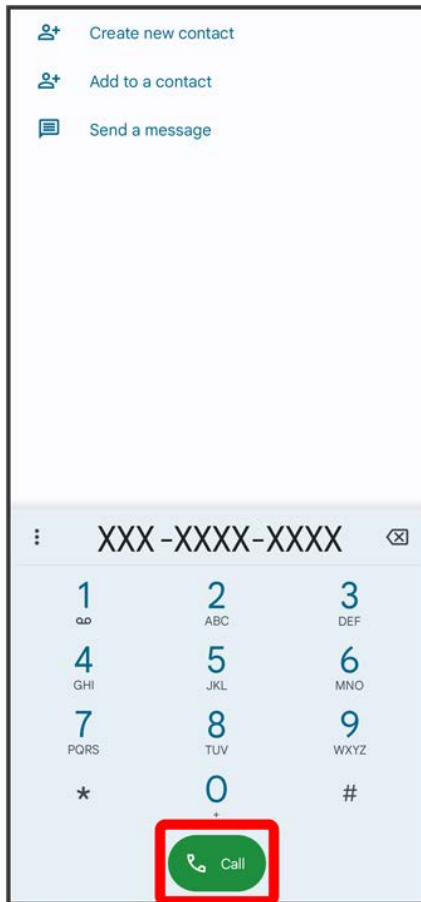 Create new contact
Add to a contact
Send a message
XXX-XXXX-XXXX
1 2 3
ABC DEF
4 5 6
GHI JKL MNO
7 8 9
PQRS TUV WXYZ
* 0 #
+
Call